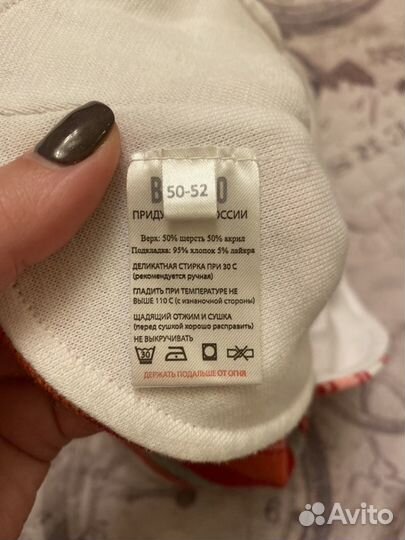 50-52
Верх: 50% шерсть 50% акрил
Подкладка: 95% хлопок 5% лайкра
ДЕЛИКАТНАЯ СТИРКА ПРИ 30 С
(рекомендуется ручная)
ГЛАДИТЬ ПРИ ТЕМПЕРАТУРЕ НЕ
ВЫШЕ 110 С (с изнаночной стороны)
ЩАДЯЩИЙ ОТЖИМ И СУШКА
(перед сушкой хорошо расправить)
НЕ ВЫКРУЧИВАТЬ
30
ДЕРЖАТЬ ПОДАЛЬШЕ ОТ ОГНЯ
Avito